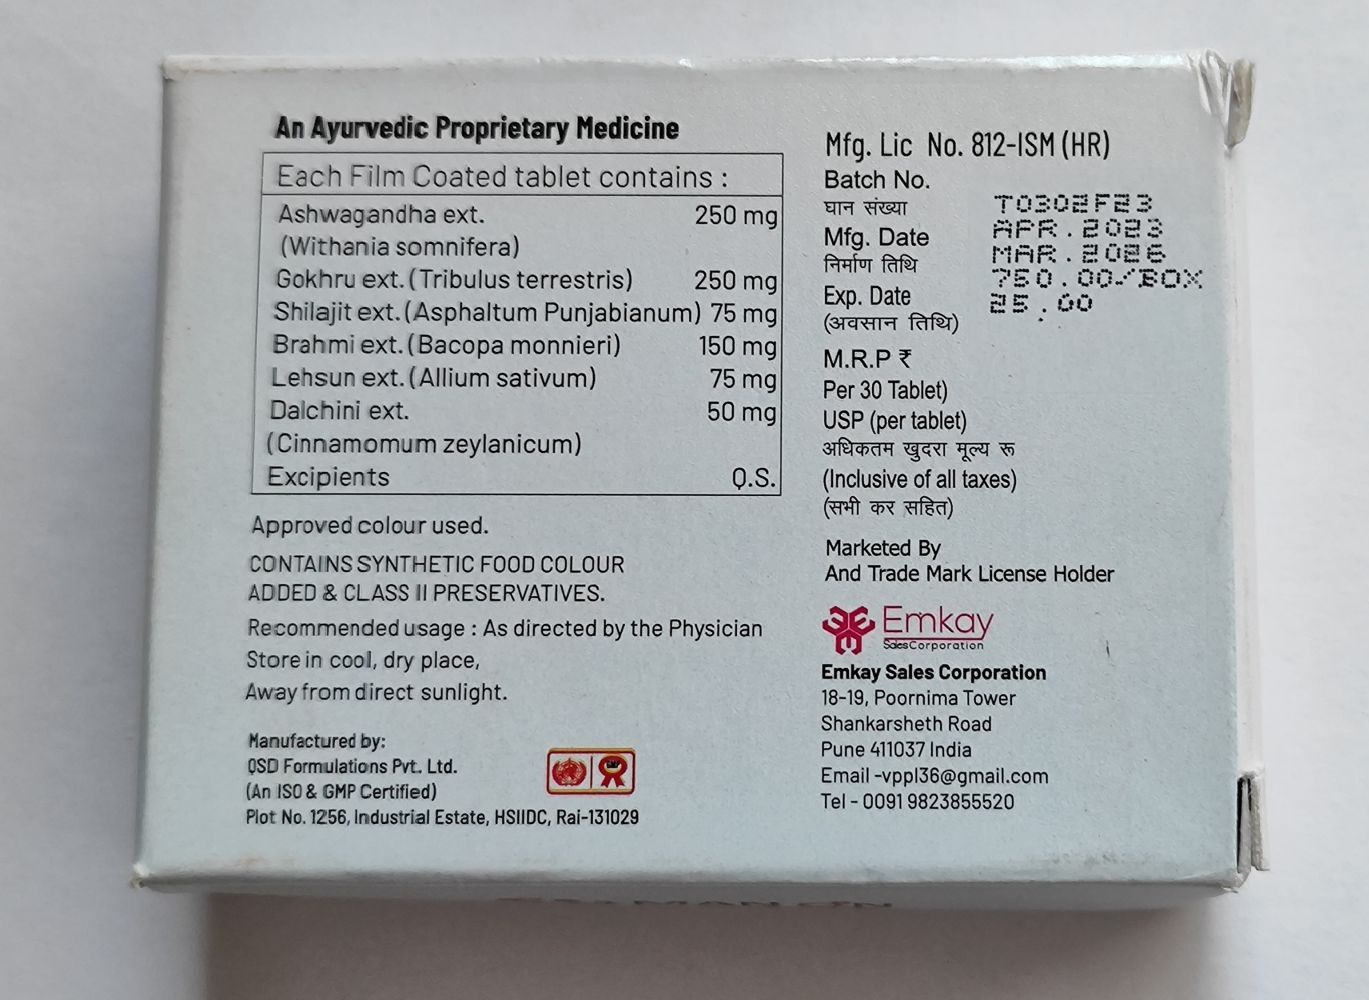 An Ayurvedic Proprietary Medicine
Each Film Coated tablet contains :
Ashwagandha ext. 250 mg
(Withania somnifera)
Gokhru ext. (Tribulus terrestris) 250 mg
Shilajit ext. (Asphaltum Punjabianum) 75 mg
Brahmi ext. (Bacopa monnieri) 150 mg
Lehsun ext. (Allium sativum) 75 mg
Dalchini ext. 50 mg
(Cinnamomum zeylanicum)
Excipients Q.S.
Approved colour used.
CONTAINS SYNTHETIC FOOD COLOUR
ADDED & CLASS II PRESERVATIVES.
Recommended usage : As directed by the Physician
Store in cool, dry place,
Away from direct sunlight.
Manufactured by:
QSD Formulations Pvt. Ltd.
(An ISO & GMP Certified)
Plot No. 1256, Industrial Estate, HSIIDC, Rai-131029
GMP
Mfg. Lic No. 812-ISM (HR)
Batch No.
घान संख्या
Mfg. Date
निर्माण तिथि
Exp. Date
(अवसान तिथि)
M.R.P ₹
Per 30 Tablet)
USP (per tablet)
अधिकतम खुदरा मूल्य रू
(Inclusive of all taxes)
(सभी कर सहित)
T0302F23
APR.2023
MAR.2026
750.00/BOX
25.00
Marketed By
And Trade Mark License Holder
Emkay
Sales Corporation
Emkay Sales Corporation
18-19, Poornima Tower
Shankarsheth Road
Pune 411037 India
Email -vppl36@gmail.com
Tel - 0091 9823855520